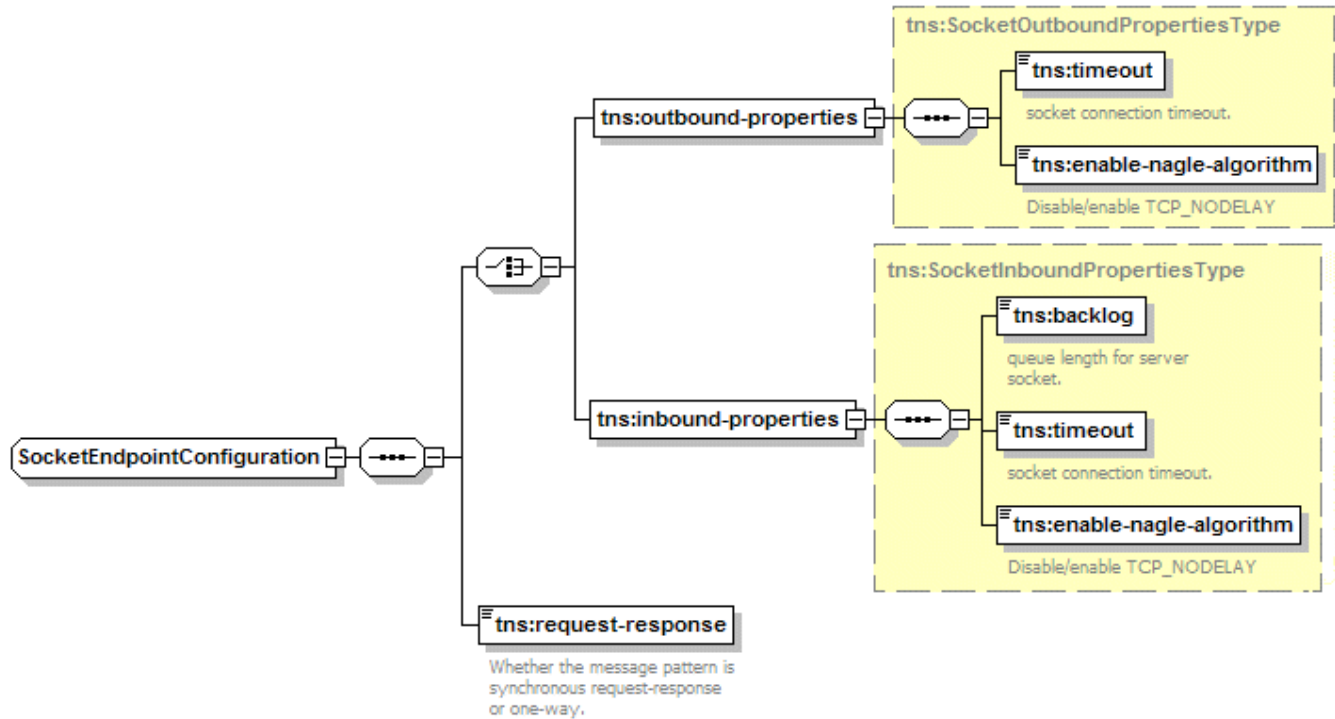 tns:SocketOutboundPropertiesType
tns:timeout
socket connection timeout.
tns:outbound-properties
tns:enable-nagle-algorithm
Disable/enable TCP_NODELAY
tns:SocketInboundPropertiesType
tns:backlog
queue length for server
socket.
tns:inbound-properties
tns:timeout
socket connection timeout.
SocketEndpointConfiguration
tns:enable-nagle-algorithm
Disable/enable TCP_NODELAY
tns:request-response
Whether the message pattern is
synchronous request-response
or one-way.